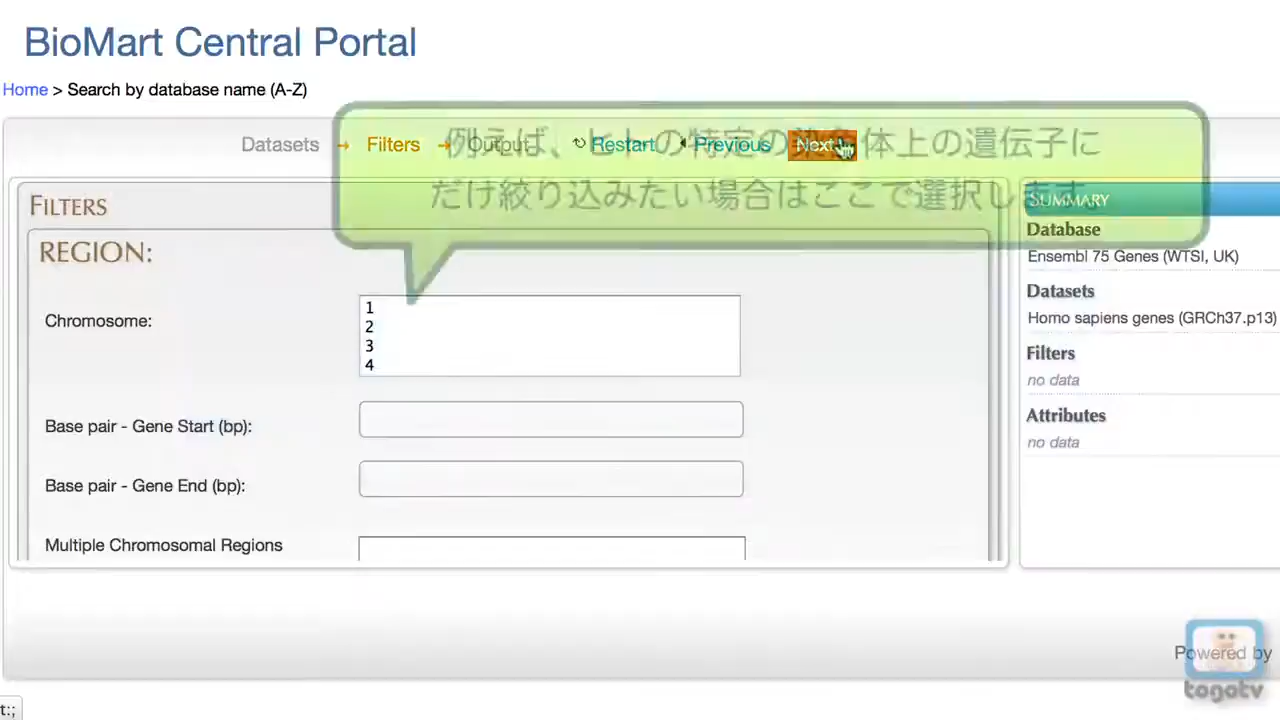 BioMart Central Portal
Home > Search by database name (A-Z)
Datasets → Filters → Output Restart Previous Next
例えば、ヒトの特定の染色体上の遺伝子に
だけ絞り込みたい場合はここで選択します。
FILTERS
REGION:
Chromosome:
1
2
3
4
Base pair - Gene Start (bp):
Base pair - Gene End (bp):
Multiple Chromosomal Regions
SUMMARY
Database
Ensembl 75 Genes (WTSI, UK)
Datasets
Homo sapiens genes (GRCh37.p13)
Filters
no data
Attributes
no data
Powered by
togotv
t:;